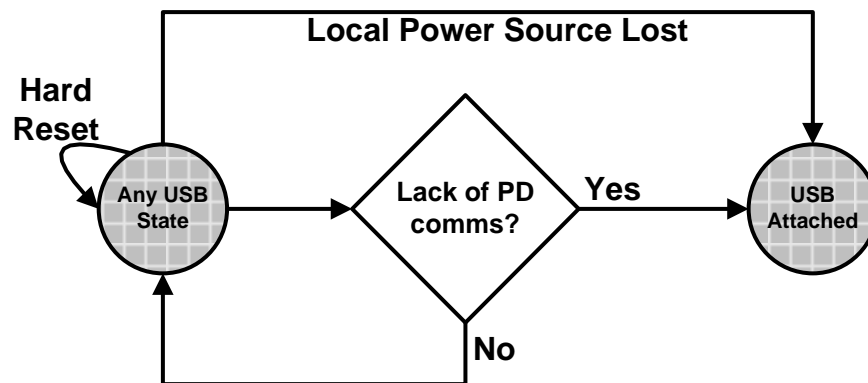 Local Power Source Lost
Hard
Reset
Any USB
State
Lack of PD
comms?
Yes
USB
Attached
No